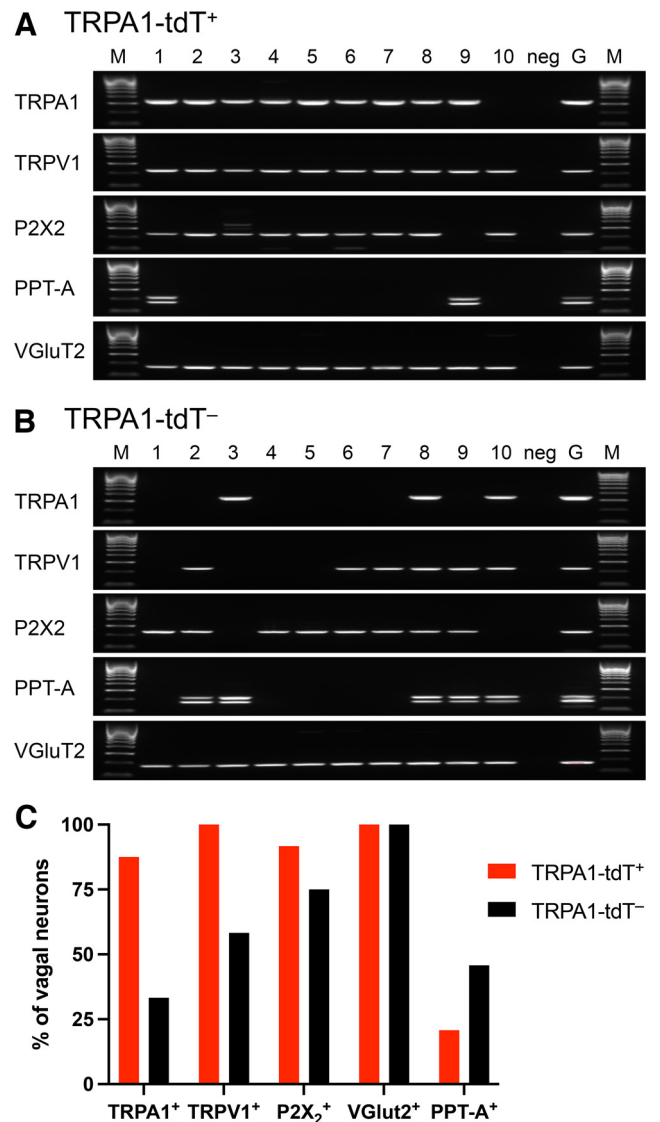 A TRPA1-tdT⁺
M 1 2 3 4 5 6 7 8 9 10 neg G M
TRPA1
TRPV1
P2X2
PPT-A
VGluT2
B TRPA1-tdT⁻
M 1 2 3 4 5 6 7 8 9 10 neg G M
TRPA1
TRPV1
P2X2
PPT-A
VGluT2
C
% of vagal neurons
100
75
50
25
0
TRPA1-tdT⁺
TRPA1-tdT⁻
TRPA1⁺ TRPV1⁺ P2X₂⁺ VGlut2⁺ PPT-A⁺